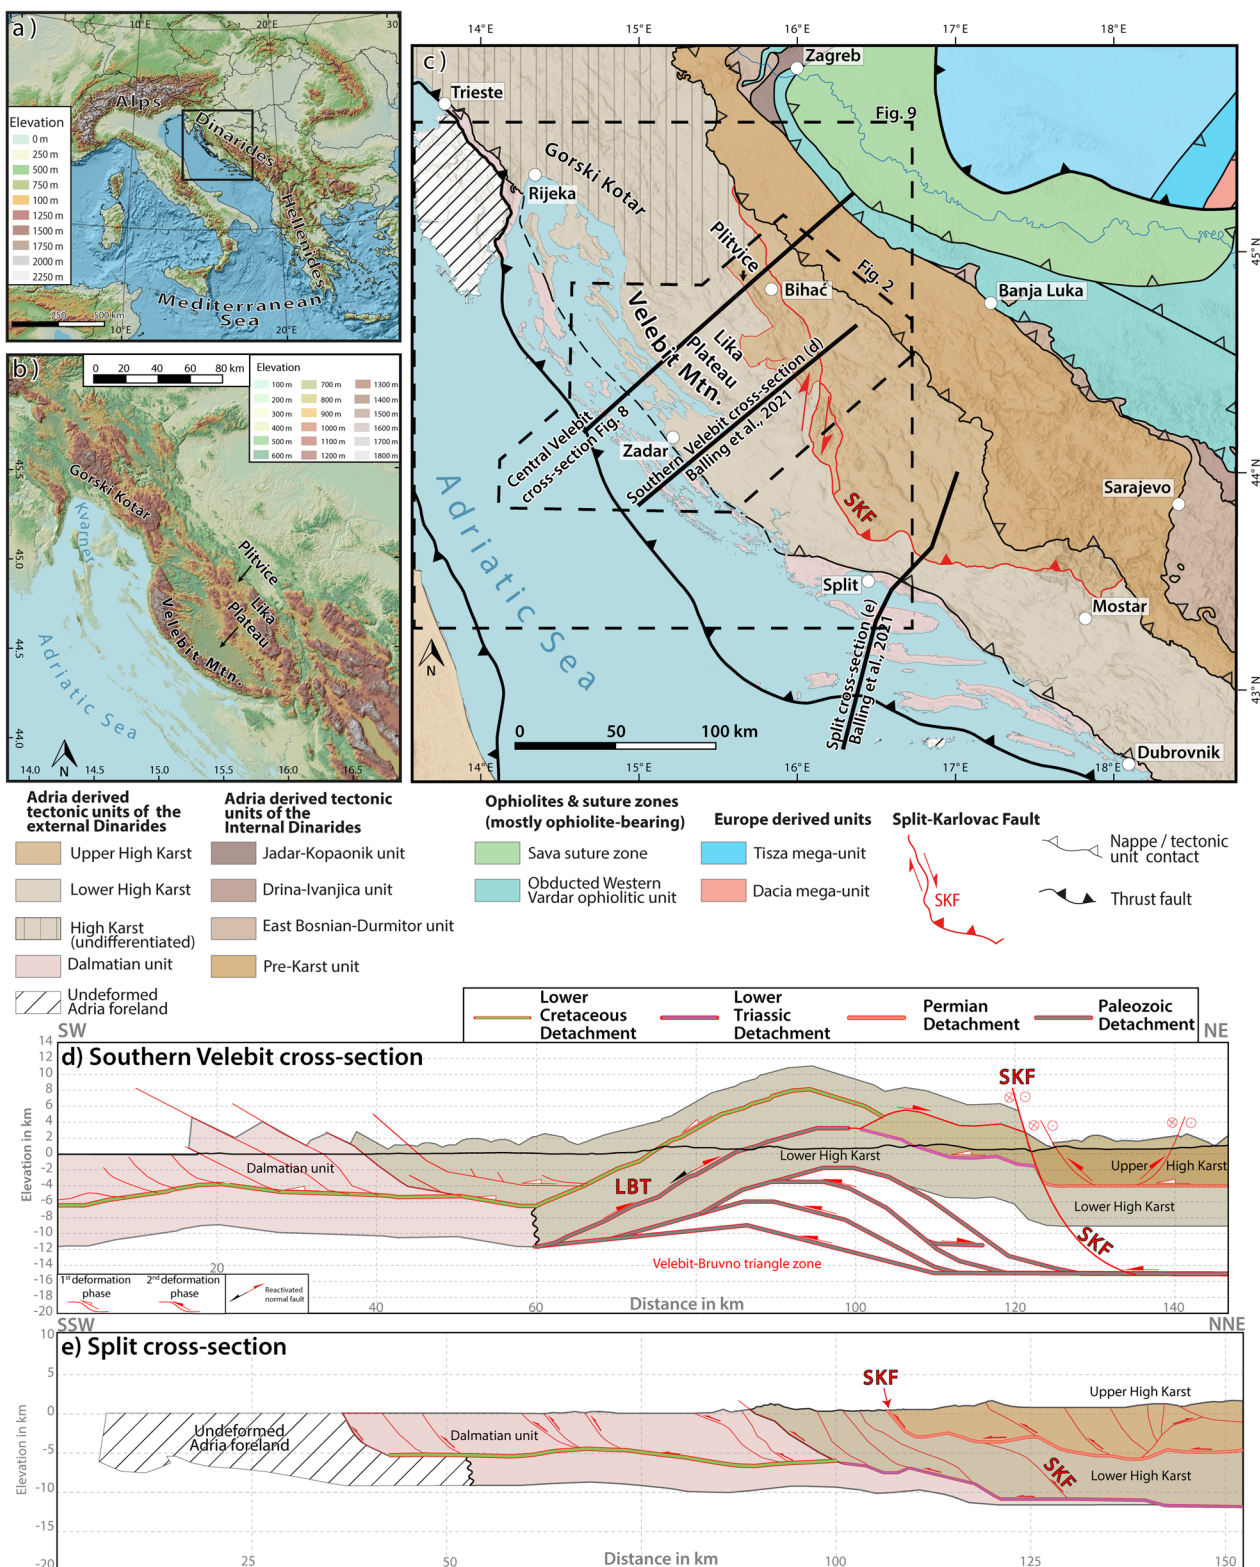 a)
10°E
20°E
30
Alps
Dinarides
Hellenides
Mediterranean
Sea
Elevation
0 m
250 m
500 m
750 m
100 m
1250 m
1500 m
1750 m
2000 m
2250 m
250
500 km
10°E
20°E
b)
0 20 40 60 80 km
Elevation
100 m
200 m
300 m
400 m
500 m
600 m
700 m
800 m
900 m
1000 m
1100 m
1200 m
1300 m
1400 m
1500 m
1600 m
1700 m
1800 m
Gorski Kotar
Kvarner
Plitvice
Lika
Plateau
Velebit Mtn.
Adriatic Sea
N
45.5
45.0
44.5
44.0
14.0 14.5 15.0 15.5 16.0 16.5
c)
14°E 15°E 16°E 17°E 18°E
Trieste
Zagreb
Fig. 9
Gorski Kotar
Rijeka
Plitvice
Fig. 2
Bihać
Banja Luka
Velebit Mtn.
Lika
Plateau
Central Velebit
cross-section Fig. 8
Zadar
Southern Velebit cross-section (d)
Balling et al., 2021
SKF
Sarajevo
Adriatic Sea
Split
Mostar
Split cross-section (e)
Balling et al., 2021
Dubrovnik
N
0 50 100 km
45°N
44°N
43°N
14°E 15°E 16°E 17°E 18°E
Adria derived
tectonic units of the
external Dinarides
Upper High Karst
Lower High Karst
High Karst
(undifferentiated)
Dalmatian unit
Undeformed
Adria foreland
Adria derived tectonic
units of the
Internal Dinarides
Jadar-Kopaonik unit
Drina-Ivanjica unit
East Bosnian-Durmitor unit
Pre-Karst unit
Ophiolites & suture zones
(mostly ophiolite-bearing)
Sava suture zone
Obducted Western
Vardar ophiolitic unit
Europe derived units
Tisza mega-unit
Dacia mega-unit
Split-Karlovac Fault
SKF
Nappe / tectonic
unit contact
Thrust fault
Lower
Cretaceous
Detachment
Lower
Triassic
Detachment
Permian
Detachment
Paleozoic
Detachment
SW
NE
d) Southern Velebit cross-section
Elevation in km
14
12
10
8
6
4
2
0
-2
-4
-6
-8
-10
-12
-14
-16
-18
-20
SKF
Dalmatian unit
LBT
Lower High Karst
Upper High Karst
Lower High Karst
SKF
Velebit-Bruvno triangle zone
1st deformation
phase
2nd deformation
phase
Reactivated
normal fault
20 40 60 Distance in km 100 120 140
SSW
NNE
e) Split cross-section
Elevation in km
10
5
0
-5
-10
-15
-20
SKF
Upper High Karst
Undeformed
Adria foreland
Dalmatian unit
SKF
Lower High Karst
25 50 Distance in km 100 125 150